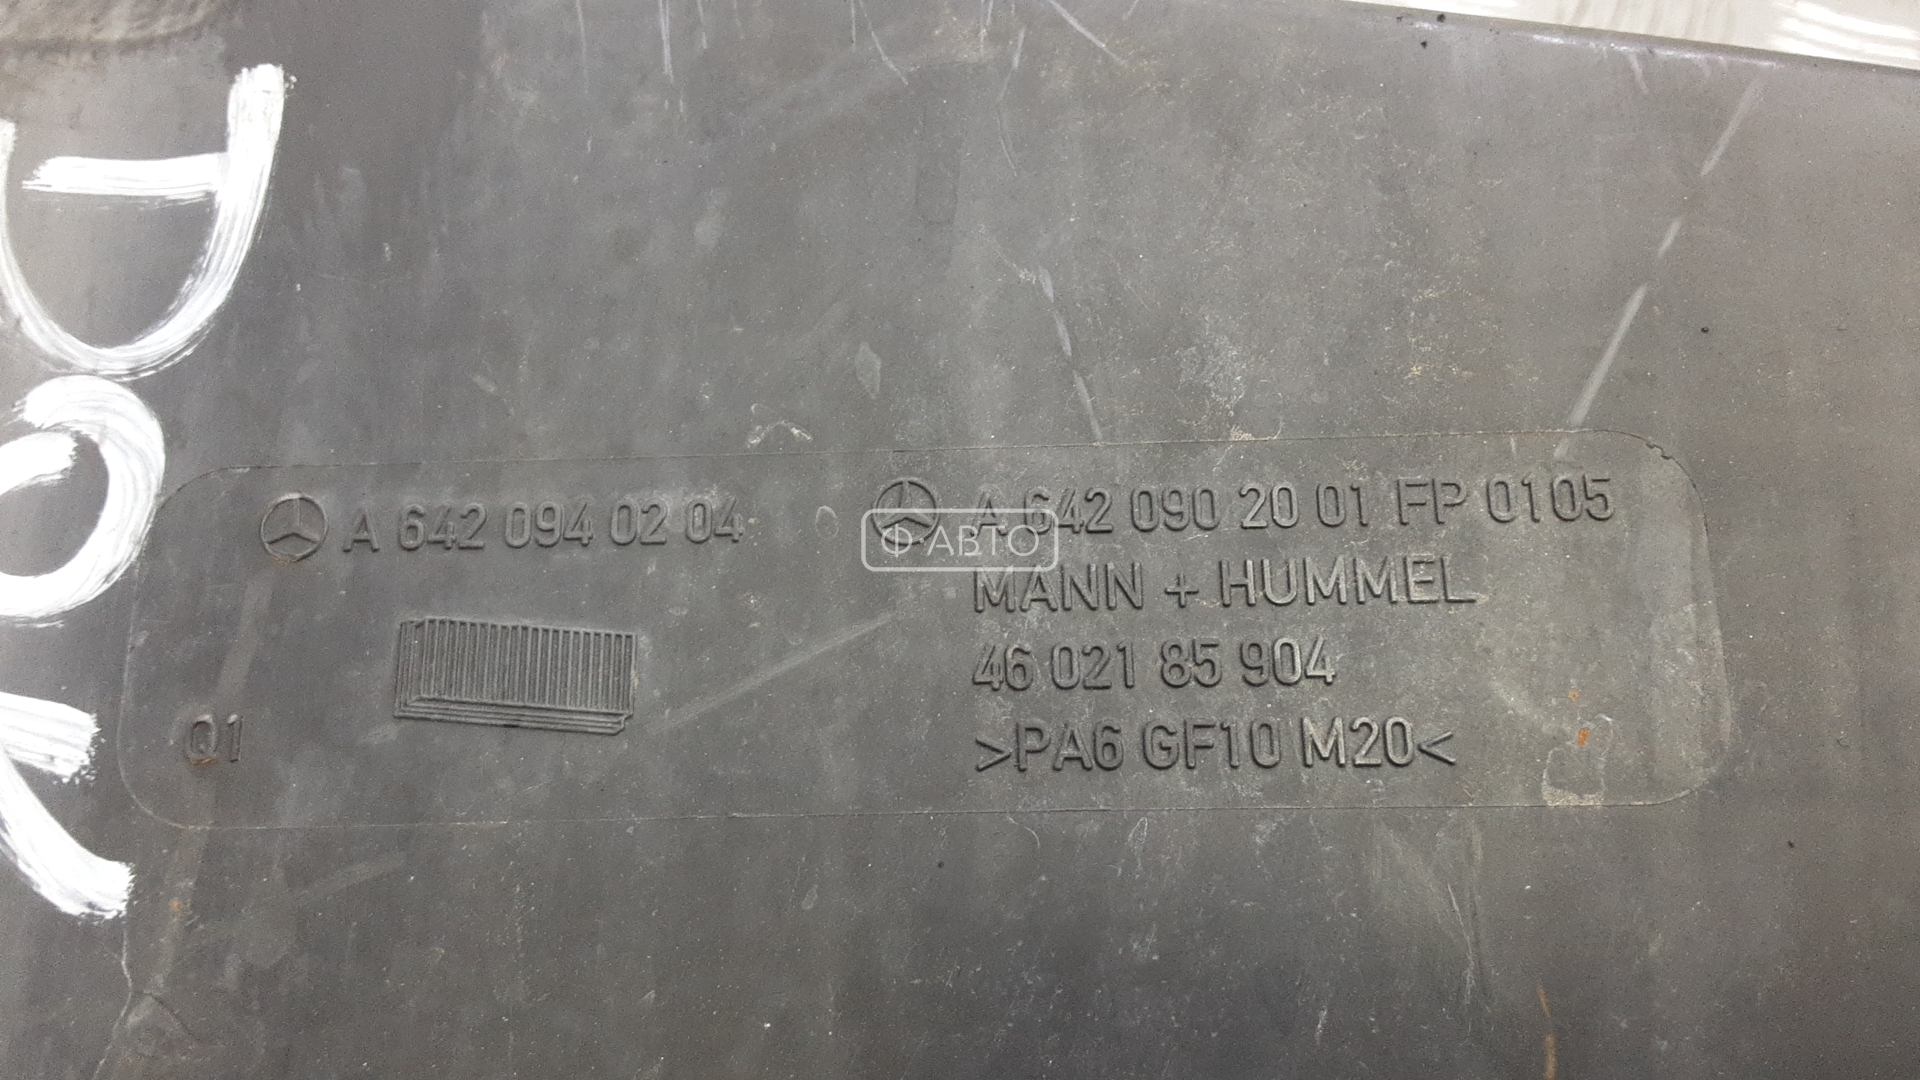 A 642 094 02 04
A 642 090 20 01 FP 0105
MANN + HUMMEL
46 021 85 904
>PA6 GF10 M20<
Q1
Ф-АВТО